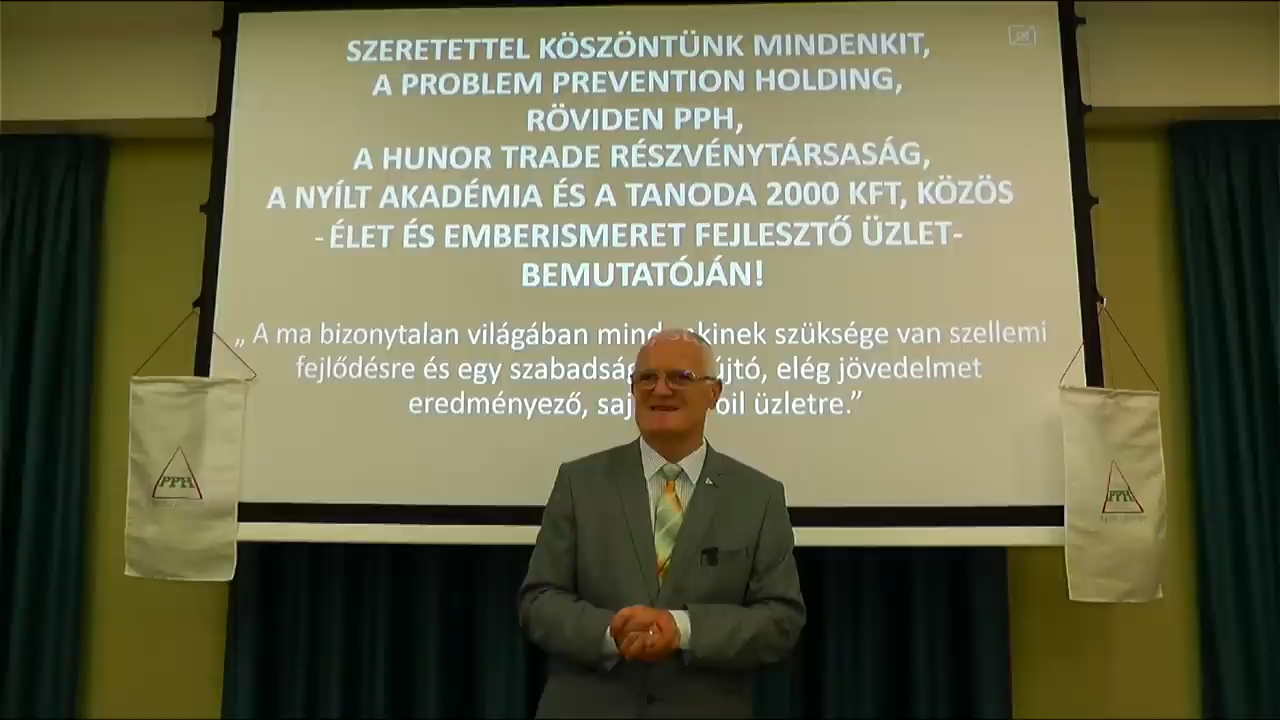 SZERETETTEL KÖSZÖNTÜNK MINDENKIT,
A PROBLEM PREVENTION HOLDING,
RÖVIDEN PPH,
A HUNOR TRADE RÉSZVÉNYTÁRSASÁG,
A NYÍLT AKADÉMIA ÉS A TANODA 2000 KFT, KÖZÖS
- ÉLET ÉS EMBERISMERET FEJLESZTŐ ÜZLET-
BEMUTATÓJÁN!
„ A ma bizonytalan világában mindenkinek szüksége van szellemi
fejlődésre és egy elég jövedelmet
eredményező, üzletre.”
PPH
PPH